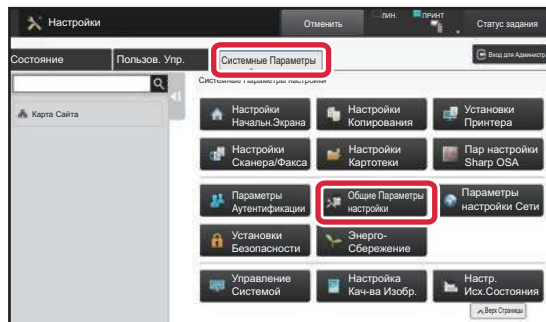 Настройки
Отменить
ЛИН.
ПРИНТ
Статус задания
Состояние
Пользов. Упр.
Системные Параметры
Вход для Администр.
Системные Параметры настройки
Карта Сайта
Настройки
Начальн.Экрана
Настройки
Копирования
Установки
Принтера
Настройки
Сканера/Факса
Настройки
Картотеки
Пар настройки
Sharp OSA
Параметры
Аутентификации
Общие Параметры
настройки
Параметры
настройки Сети
Установки
Безопасности
Энерго-
Сбережение
Управление
Системой
Настройка
Кач-ва Изобр.
Настр.
Исх.Состояния
Верх Страницы